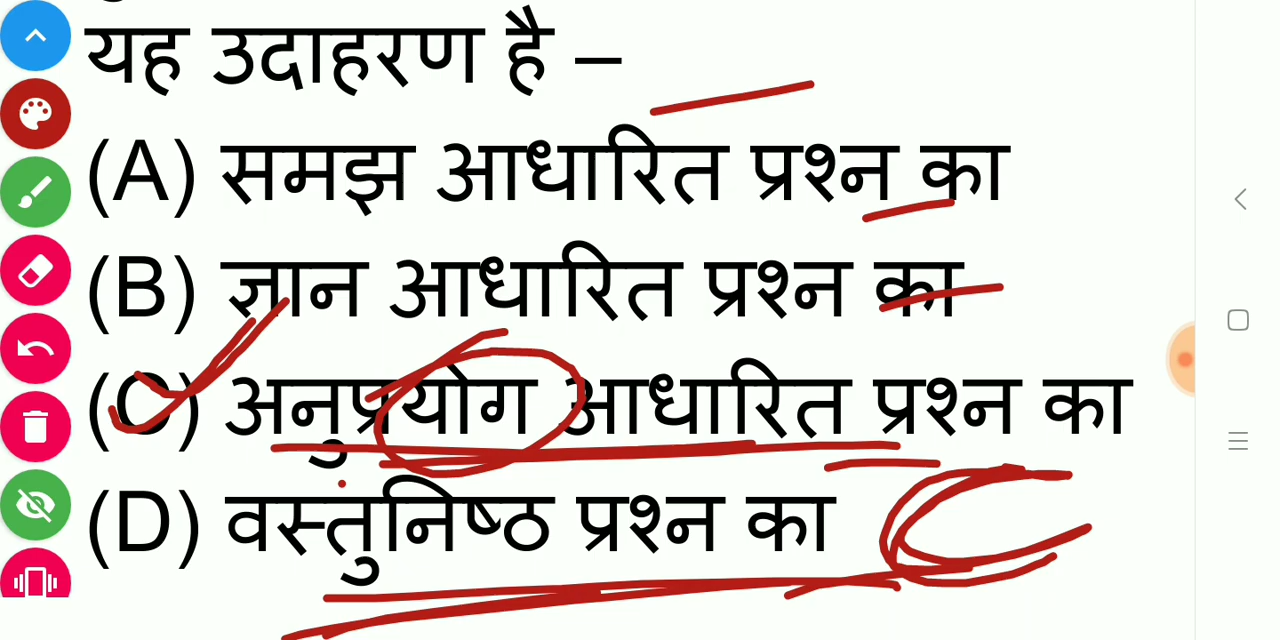 यह उदाहरण है –
(A) समझ आधारित प्रश्न का
(B) ज्ञान आधारित प्रश्न का
(C) अनुप्रयोग आधारित प्रश्न का
(D) वस्तुनिष्ठ प्रश्न का